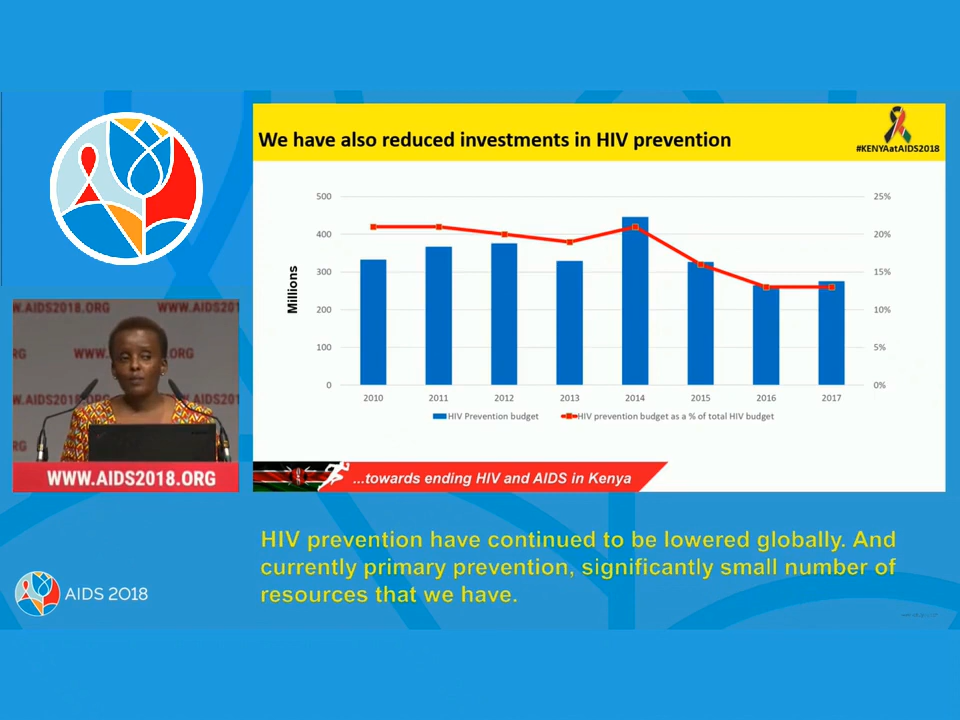 We have also reduced investments in HIV prevention
#KENYAatAIDS2018
500
400
300
200
100
0
Millions
25%
20%
15%
10%
5%
0%
2010 2011 2012 2013 2014 2015 2016 2017
HIV Prevention budget HIV prevention budget as a % of total HIV budget
...towards ending HIV and AIDS in Kenya
W.AIDS2018.ORG WWW.AIDS201
RG WWW. .ORG
W.AIDS20 
RG
WWW.AIDS2018.ORG
HIV prevention have continued to be lowered globally. And
currently primary prevention, significantly small number of
resources that we have.
AIDS 2018